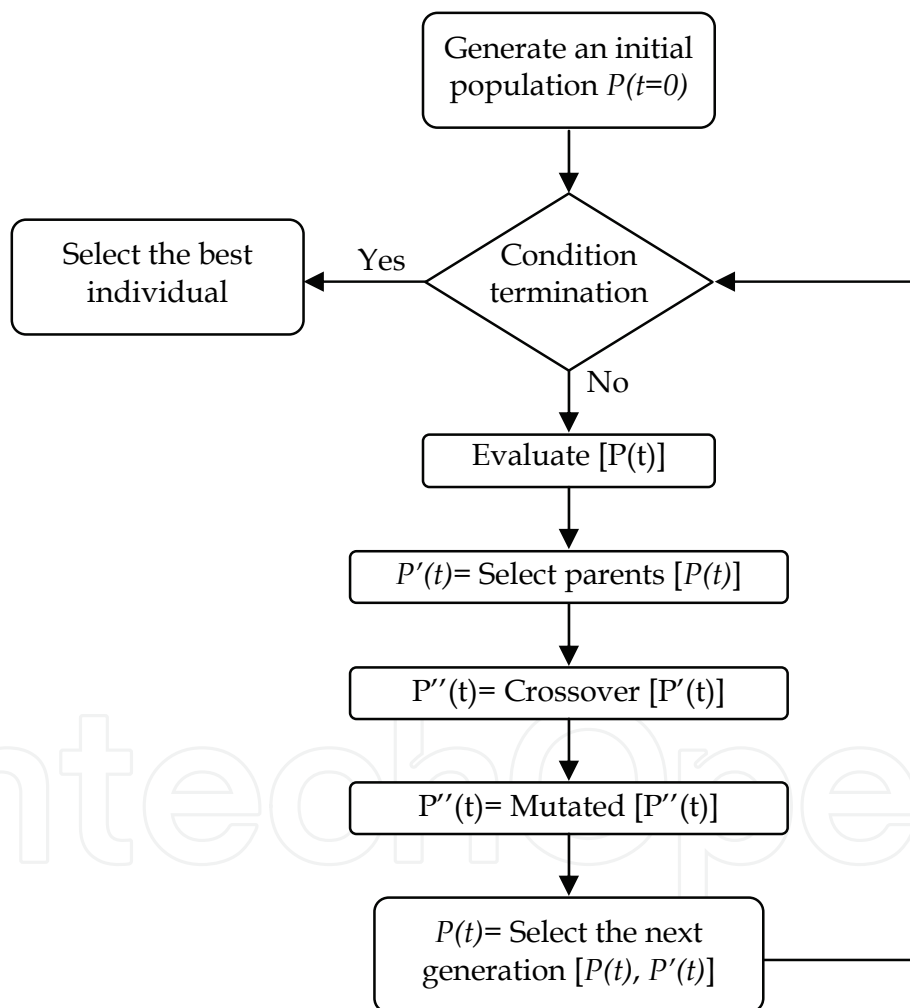 Generate an initial
population P(t=0)
Select the best
individual
Yes
Condition
termination
No
Evaluate [P(t)]
P'(t)= Select parents [P(t)]
P''(t)= Crossover [P'(t)]
P''(t)= Mutated [P''(t)]
P(t)= Select the next
generation [P(t), P'(t)]
ntechOpe